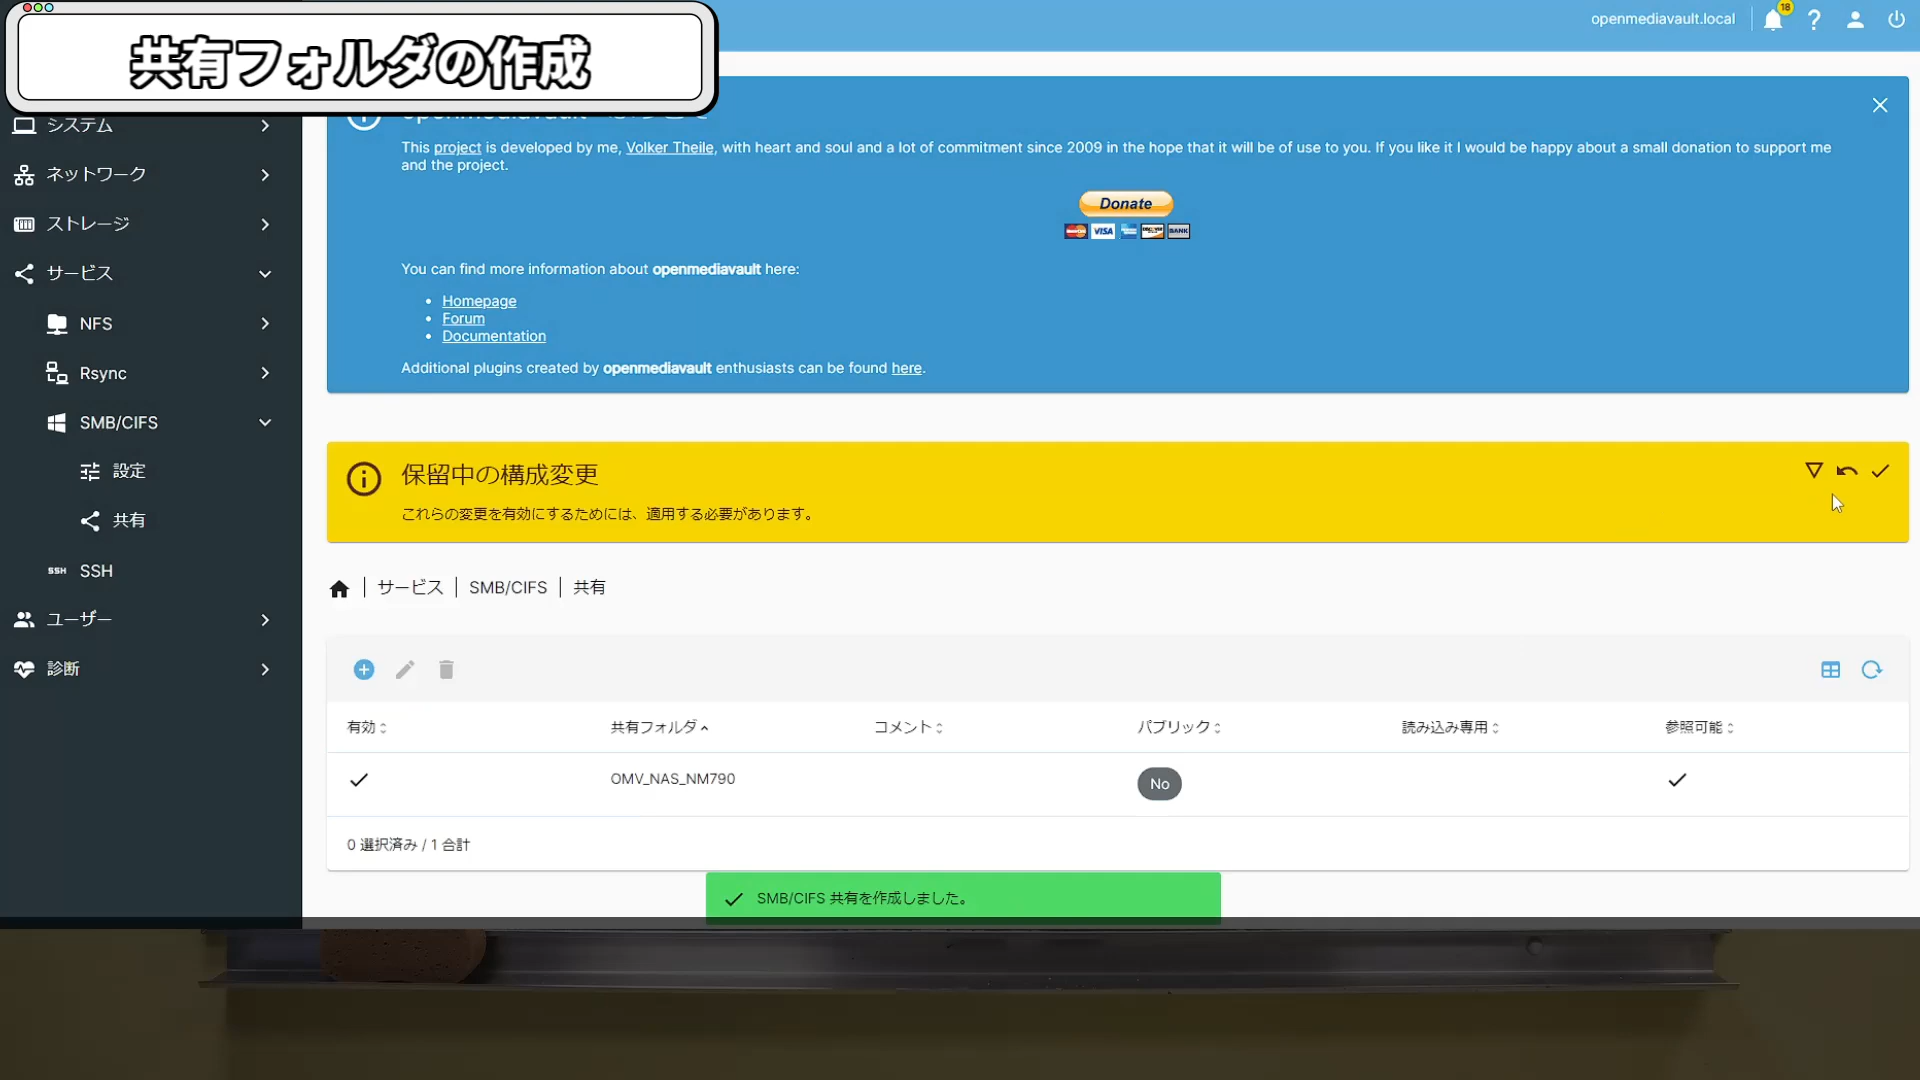 共有フォルダの作成
openmediavault.local
18
システム
ネットワーク
ストレージ
サービス
NFS
Rsync
SMB/CIFS
設定
共有
SSH
SSH
ユーザー
診断
This project is developed by me, Volker Theile, with heart and soul and a lot of commitment since 2009 in the hope that it will be of use to you. If you like it I would be happy about a small donation to support me
and the project.
Donate
VISA
BANK
You can find more information about openmediavault here:
Homepage
Forum
Documentation
Additional plugins created by openmediavault enthusiasts can be found here.
保留中の構成変更
これらの変更を有効にするためには、適用する必要があります。
サービス | SMB/CIFS | 共有
有効 共有フォルダ コメント パブリック 読み込み専用 参照可能
OMV_NAS_NM790 No
0 選択済み / 1 合計
SMB/CIFS 共有を作成しました。